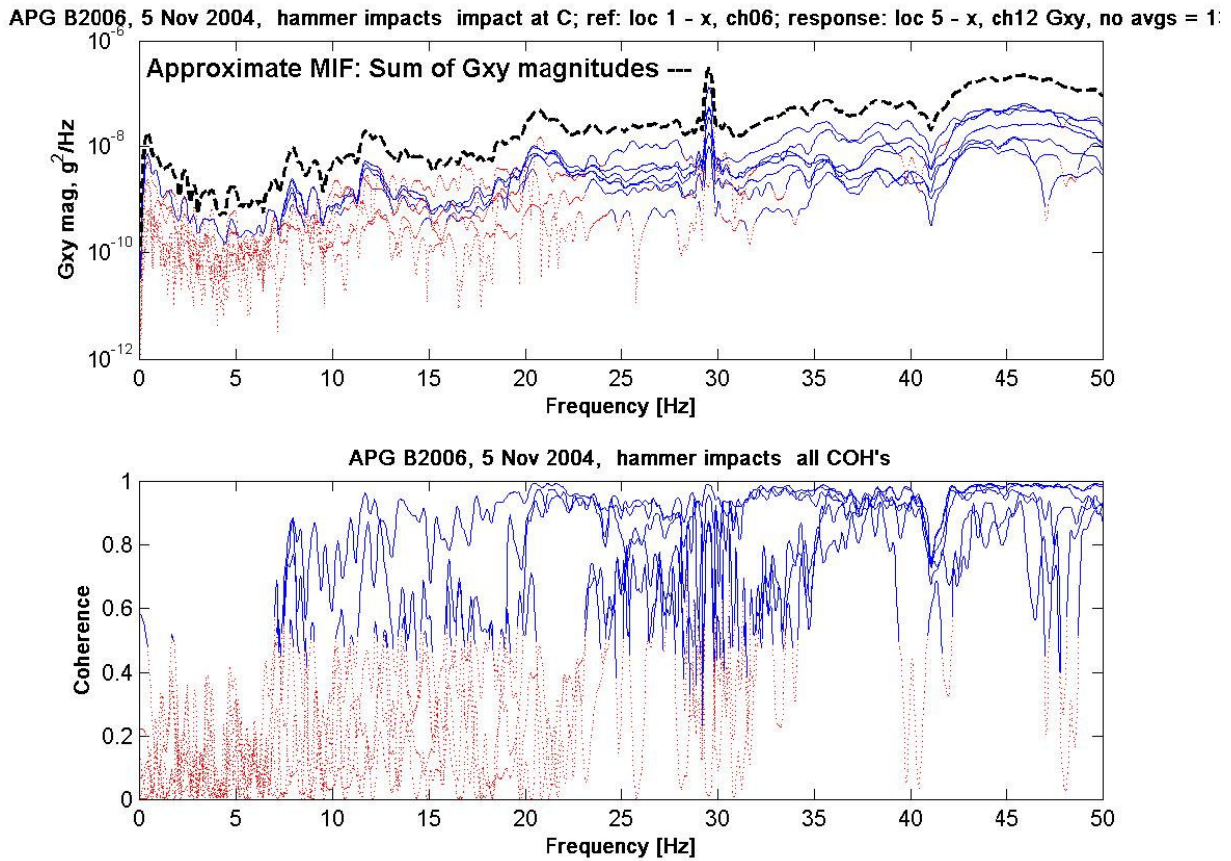 APG B2006, 5 Nov 2004, hammer impacts impact at C; ref: loc 1 - x, ch06; response: loc 5 - x, ch12 Gxy, no avgs =
Approximate MIF: Sum of Gxy magnitudes ---
Gxy mag, g^2/Hz
10^-6
10^-8
10^-10
10^-12
0 5 10 15 20 25 30 35 40 45 50
Frequency [Hz]
APG B2006, 5 Nov 2004, hammer impacts all COH's
Coherence
1
0.8
0.6
0.4
0.2
0
0 5 10 15 20 25 30 35 40 45 50
Frequency [Hz]